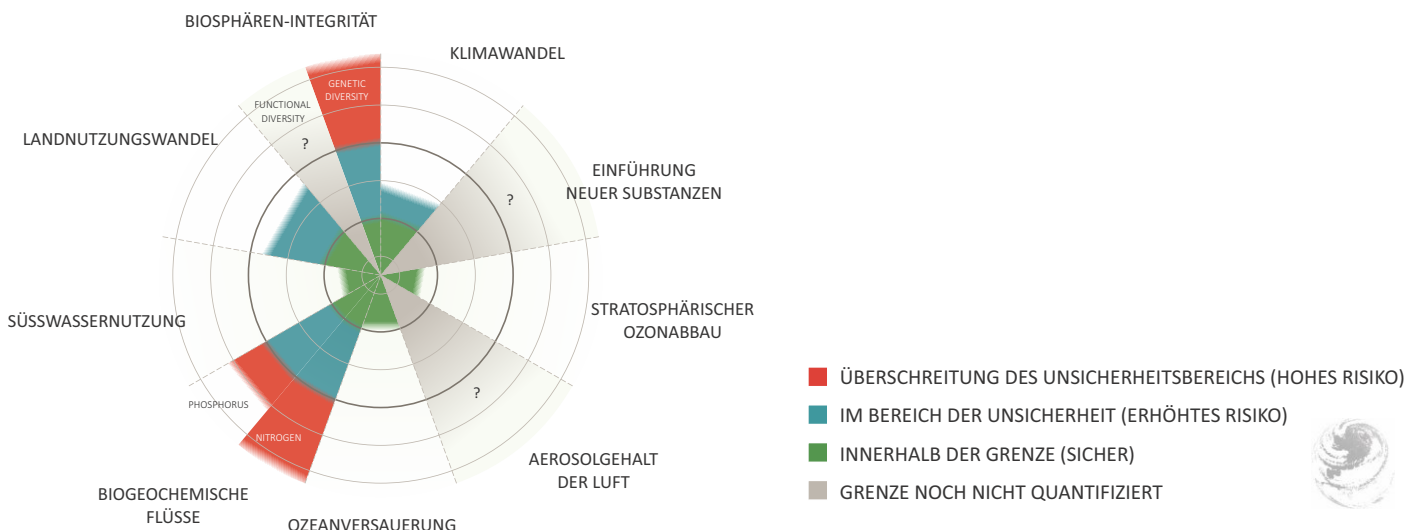 BIOSPHÄREN-INTEGRITÄT
KLIMAWANDEL
GENETIC
DIVERSITY
FUNCTIONAL
DIVERSITY
?
LANDNUTZUNGSWANDEL
EINFÜHRUNG
NEUER SUBSTANZEN
?
SÜSSWASSERNUTZUNG
STRATOSPHÄRISCHER
OZONABBAU
?
PHOSPHORUS
NITROGEN
AEROSOLGEHALT
DER LUFT
BIOGEOCHEMISCHE
FLÜSSE
OZEANVERSAUERUNG
ÜBERSCHREITUNG DES UNSICHERHEITSBEREICHS (HOHES RISIKO)
IM BEREICH DER UNSICHERHEIT (ERHÖHTES RISIKO)
INNERHALB DER GRENZE (SICHER)
GRENZE NOCH NICHT QUANTIFIZIERT